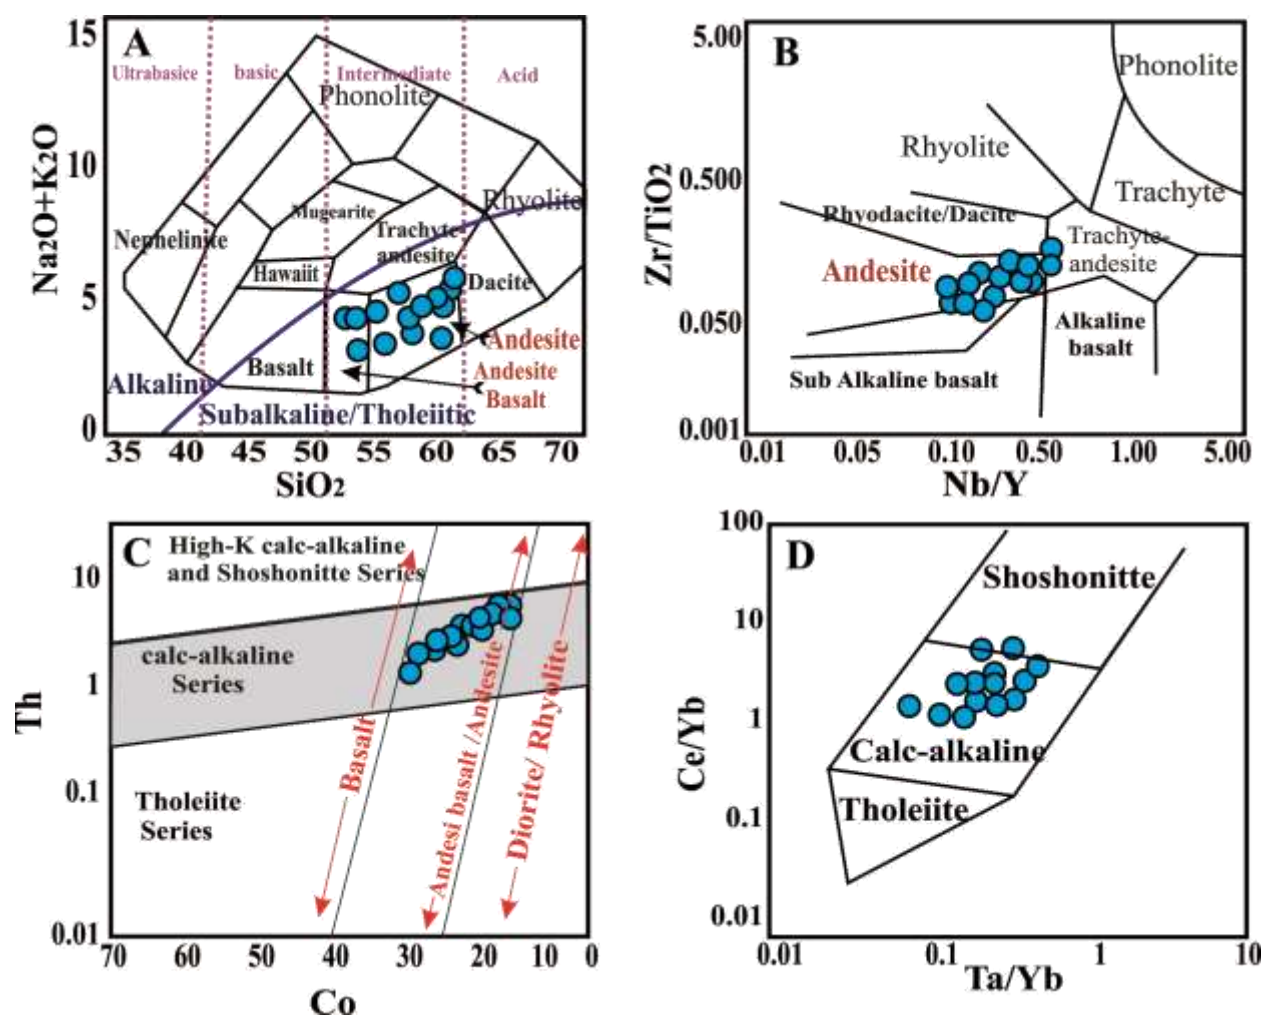 A
15
10
5
0
Na2O+K2O
Ultrabasice
basic
Intermediate
Acid
Phonolite
Rhyolite
Mugearite
Nephelinite
Trachyte-
andesite
Hawaiit
Dacite
Basalt
Andesite
Andesite
Basalt
Alkaline
Subalkaline/Tholeiitic
35 40 45 50 55 60 65 70
SiO2
B
5.00
0.500
0.050
0.001
Zr/TiO2
Phonolite
Rhyolite
Trachyte
Rhyodacite/Dacite
Trachyte-
andesite
Andesite
Alkaline
basalt
Sub Alkaline basalt
0.01 0.05 0.10 0.50 1.00 5.00
Nb/Y
C
High-K calc-alkaline
and Shoshonitte Series
10
1
0.1
0.01
Th
calc-alkaline
Series
Tholeiite
Series
Basalt
Andesi basalt /Andesite
Diorite/ Rhyolite
70 60 50 40 30 20 10 0
Co
D
100
10
1
0.1
0.01
Ce/Yb
Shoshonitte
Calc-alkaline
Tholeiite
0.01 0.1 1 10
Ta/Yb